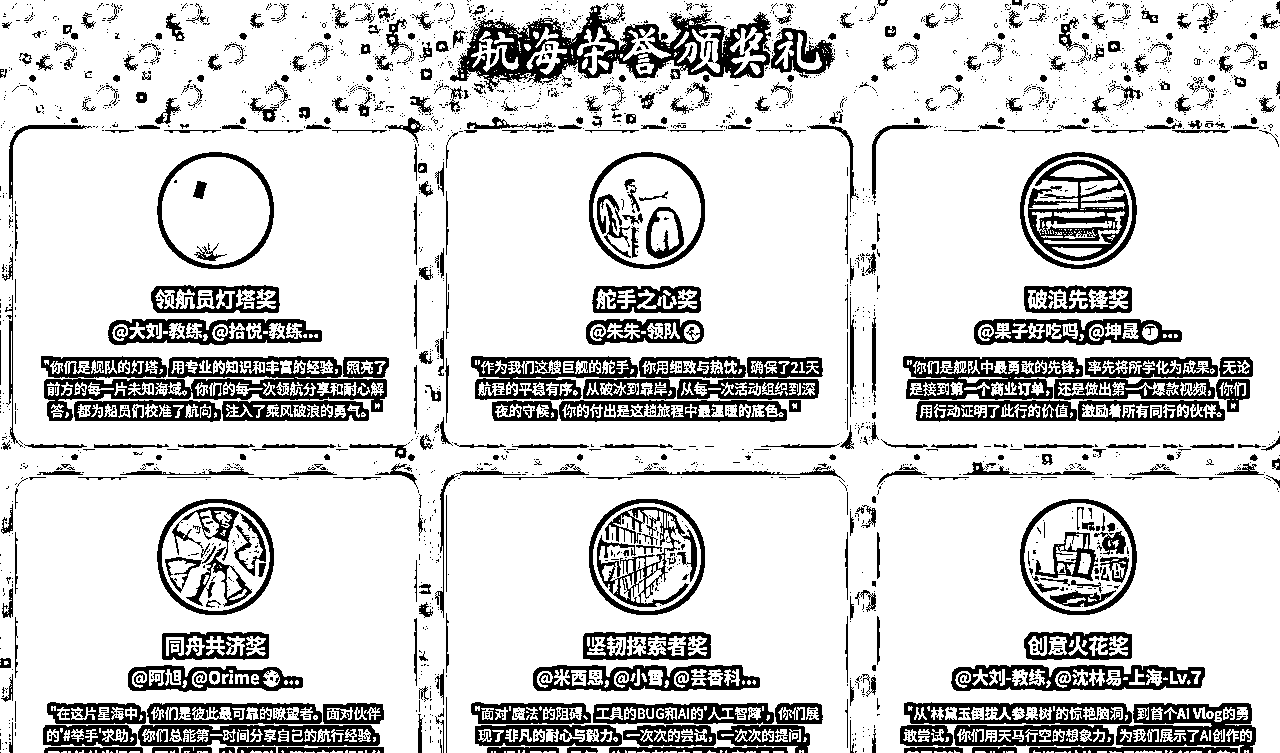 航海荣誉颁奖礼
领航员灯塔奖
@大刘-教练, @拾悦-教练...
"你们是舰队的灯塔，用专业的知识和丰富的经验，照亮了
前方的每一片未知海域。你们的每一次领航分享和耐心解
答，都为船员们校准了航向，注入了乘风破浪的勇气。"
舵手之心奖
@朱朱-领队
"作为我们这艘巨舰的舵手，你用细致与热忱，确保了21天
航程的平稳有序。从破冰到靠岸，从每一次活动组织到深
夜的守候，你的付出是这趟旅程中最温暖的底色。"
破浪先锋奖
@果子好吃吗, @坤晟...
"你们是舰队中最勇敢的先锋，率先将所学化为成果。无论
是接到第一个商业订单，还是做出第一个爆款视频，你们
用行动证明了此行的价值，激励着所有同行的伙伴。"
同舟共济奖
@阿旭, @Orime...
"在这片星海中，你们是彼此最可靠的瞭望者。面对伙伴
的'#举手'求助，你们总能第一时间分享自己的航行经验，
坚韧探索者奖
@米西恩, @小雪, @芸香科...
"面对'魔法'的阻碍、工具的BUG和AI的'人工智障'，你们展
现了非凡的耐心与毅力。一次次的尝试，一次次的提问，
创意火花奖
@大刘-教练, @沈林易-上海-Lv.7
"从'林黛玉倒拔人参果树'的惊艳脑洞，到首个AI Vlog的勇
敢尝试，你们用天马行空的想象力，为我们展示了AI创作的